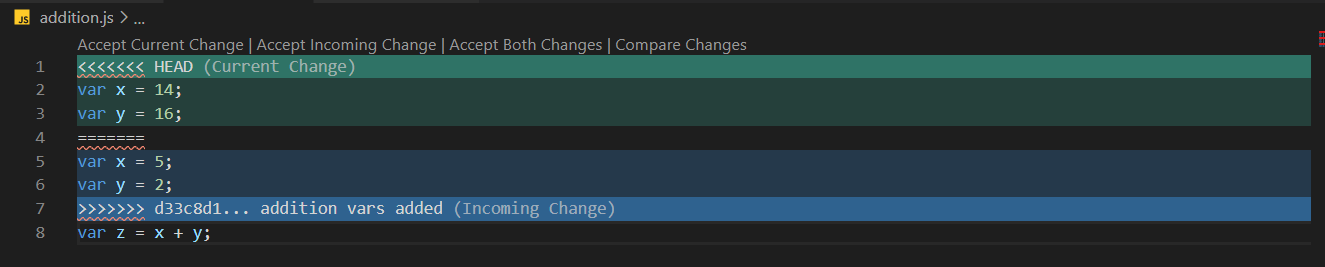 JS addition.js > ...
Accept Current Change | Accept Incoming Change | Accept Both Changes | Compare Changes
1 <<<<<<< HEAD (Current Change)
2 var x = 14;
3 var y = 16;
4 =======
5 var x = 5;
6 var y = 2;
7 >>>>>>> d33c8d1... addition vars added (Incoming Change)
8 var z = x + y;